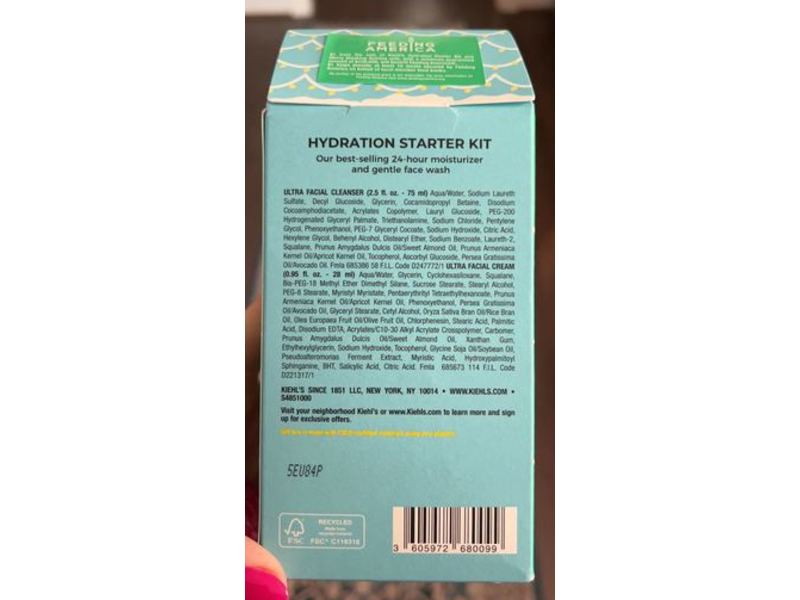 FEEDING
AMERICA
HYDRATION STARTER KIT
Our best-selling 24-hour moisturizer
and gentle face wash
ULTRA FACIAL CLEANSER (2.5 fl. oz. - 75 ml) Aqua/Water, Sodium Laureth
Sulfate, Decyl Glucoside, Glycerin, Cocamidopropyl Betaine, Disodium
Cocoamphodiacetate, Acrylates Copolymer, Lauryl Glucoside, PEG-200
Hydrogenated Glyceryl Palmate, Triethanolamine, Sodium Chloride, Pentylene
Glycol, Phenoxyethanol, PEG-7 Glyceryl Cocoate, Sodium Hydroxide, Citric Acid,
Hexylene Glycol, Behenyl Alcohol, Distearyl Ether, Sodium Benzoate, Laureth-2,
Squalane, Prunus Amygdalus Dulcis Oil/Sweet Almond Oil, Prunus Armeniaca
Kernel Oil/Apricot Kernel Oil, Tocopherol, Ascorbyl Glucoside, Persea Gratissima
Oil/Avocado Oil. Fmla 685386 58 F.I.L. Code D247772/1 ULTRA FACIAL CREAM
(0.95 fl. oz. - 28 ml) Aqua/Water, Glycerin, Cyclohexasiloxane, Squalane,
Bis-PEG-18 Methyl Ether Dimethyl Silane, Sucrose Stearate, Stearyl Alcohol,
PEG-8 Stearate, Myristyl Myristate, Pentaerythrityl Tetraethylhexanoate, Prunus
Armeniaca Kernel Oil/Apricot Kernel Oil, Phenoxyethanol, Persea Gratissima
Oil/Avocado Oil, Glyceryl Stearate, Cetyl Alcohol, Oryza Sativa Bran Oil/Rice Bran
Oil, Olea Europaea Fruit Oil/Olive Fruit Oil, Chlorphenesin, Stearic Acid, Palmitic
Acid, Disodium EDTA, Acrylates/C10-30 Alkyl Acrylate Crosspolymer, Carbomer,
Prunus Amygdalus Dulcis Oil/Sweet Almond Oil, Xanthan Gum,
Ethylhexylglycerin, Sodium Hydroxide, Tocopherol, Glycine Soja Oil/Soybean Oil,
Pseudoalteromonas Ferment Extract, Myristic Acid, Hydroxypalmitoyl
Sphinganine, BHT, Salicylic Acid, Citric Acid. Fmla 685673 114 F.I.L. Code
D221317/1
KIEHL'S SINCE 1851 LLC, NEW YORK, NY 10014 • WWW.KIEHLS.COM •
S4851000
Visit your neighborhood Kiehl's or www.Kiehls.com to learn more and sign
up for exclusive offers.
5EU84P
FSC
RECYCLED
Made from
recycled material
FSC® C116318
3 605972 680099